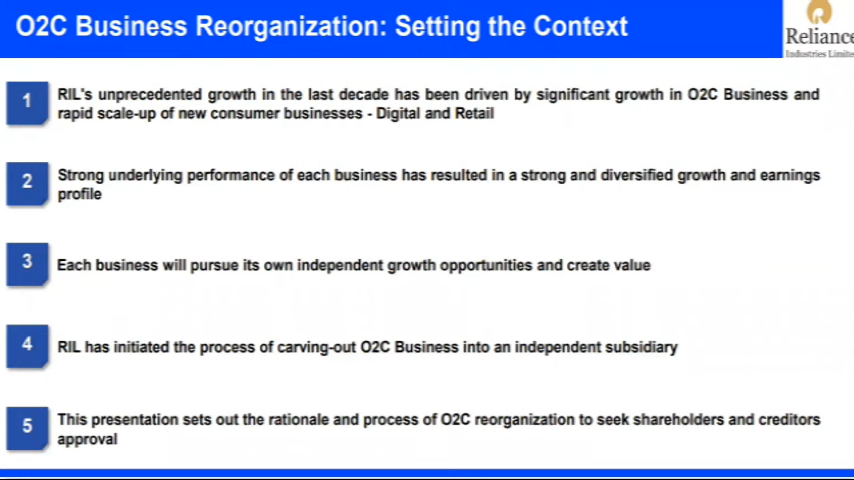 O2C Business Reorganization: Setting the Context
Reliance
Industries Limite
1
RIL's unprecedented growth in the last decade has been driven by significant growth in O2C Business and
rapid scale-up of new consumer businesses - Digital and Retail
2
Strong underlying performance of each business has resulted in a strong and diversified growth and earnings
profile
3
Each business will pursue its own independent growth opportunities and create value
4
RIL has initiated the process of carving-out O2C Business into an independent subsidiary
5
This presentation sets out the rationale and process of O2C reorganization to seek shareholders and creditors
approval